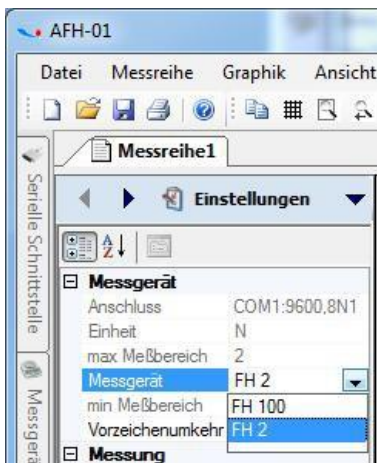 AFH-01
Datei Messreihe Graphik Ansicht
Messreihe1
Serielle Schnittstelle
Einstellungen
Messgerät
Anschluss COM1:9600,8N1
Einheit N
max Meßbereich 2
Messgerät FH 2
min Meßbereich FH 100
Vorzeichenumkehr FH 2
Messung